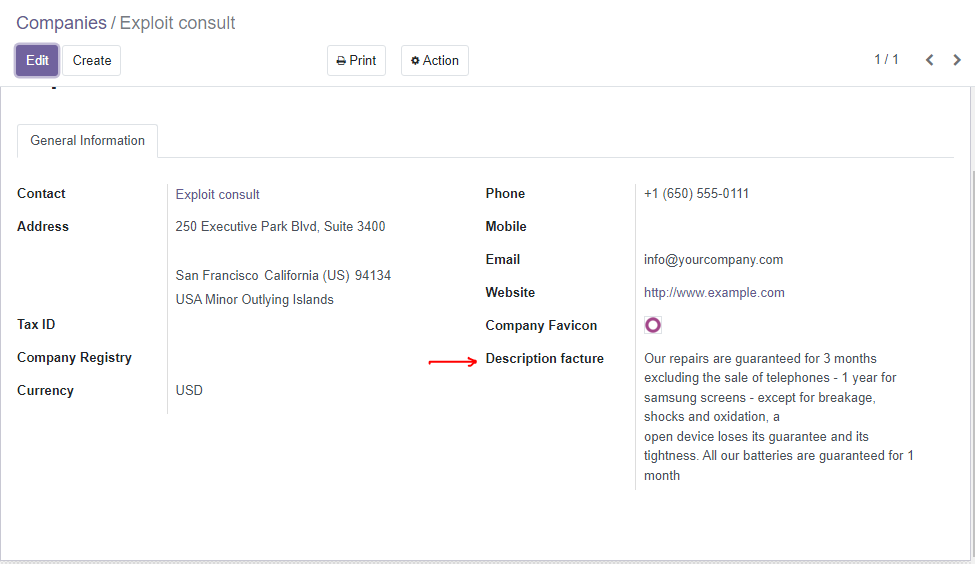 Companies / Exploit consult
Edit Create Print Action 1 / 1
General Information
Contact Exploit consult
Address 250 Executive Park Blvd, Suite 3400
San Francisco California (US) 94134
USA Minor Outlying Islands
Tax ID
Company Registry
Currency USD
Phone +1 (650) 555-0111
Mobile
Email info@yourcompany.com
Website http://www.example.com
Company Favicon
Description facture Our repairs are guaranteed for 3 months
excluding the sale of telephones - 1 year for
samsung screens - except for breakage,
shocks and oxidation, a
open device loses its guarantee and its
tightness. All our batteries are guaranteed for 1
month